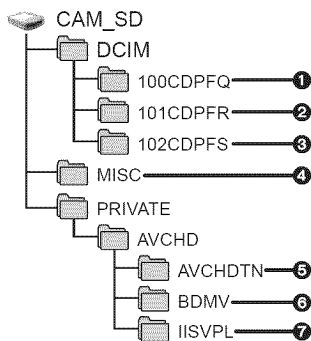 CAM_SD
DCIM
100CDPFQ 1
101CDPFR 2
102CDPFS 3
MISC 4
PRIVATE
AVCHD
AVCHDTN 5
BDMV 6
IISVPL 7